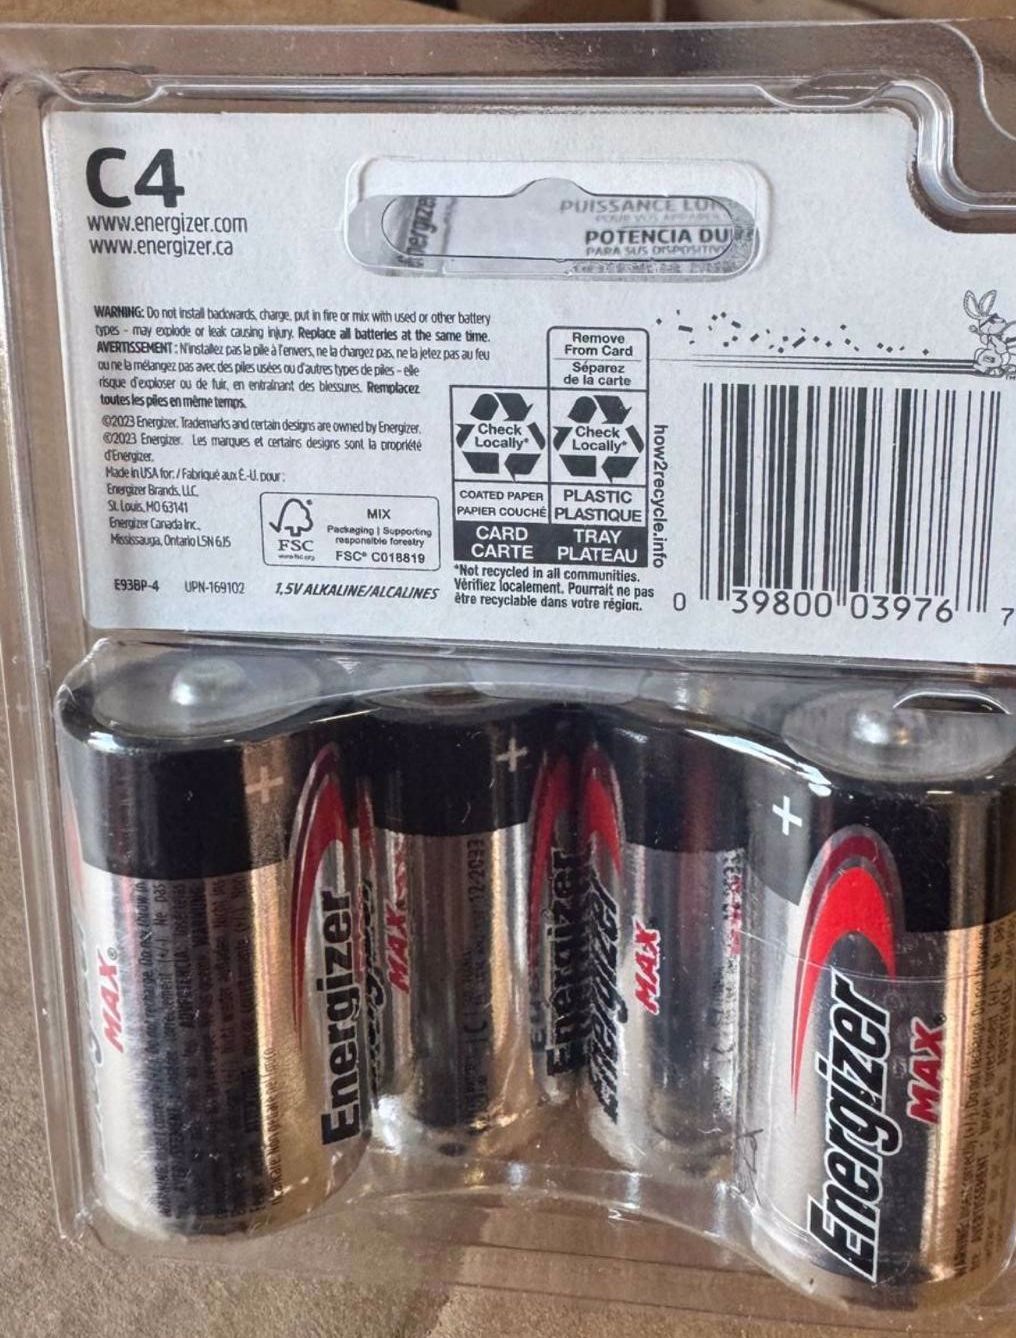 C4
www.energizer.com
www.energizer.ca
PUISSANCE
POTENCIA DU
WARNING: Do not install backwards, charge, put in fire or mix with used or other battery
types - may explode or leak causing injury. Replace all batteries at the same time.
AVERTISSEMENT : N'installez pas la pile à l'envers, ne la chargez pas, ne la jetez pas au feu
ou ne la mélangez pas avec des piles usées ou d'autres types de piles - elle
risque d'exploser ou de fuir, en entraînant des blessures. Remplacez
toutes les piles en même temps.
©2023 Energizer. Trademarks and certain designs are owned by Energizer.
©2023 Energizer. Les marques et certains designs sont la propriété
d'Energizer.
Made in USA for: / Fabriqué aux É.-U. pour :
Energizer Brands, LLC
St. Louis, MO 63141
Energizer Canada Inc.,
Mississauga, Ontario L5N 6J5
FSC
MIX
Packaging | Supporting
responsible forestry
FSC® C018819
E93BP-4 UPN-169102 1,5V ALKALINE/ALCALINES
Remove
From Card
Séparez
de la carte
Check
Locally*
Check
Locally*
COATED PAPER
PAPIER COUCHÉ
PLASTIC
PLASTIQUE
CARD
CARTE
TRAY
PLATEAU
*Not recycled in all communities.
Vérifiez localement. Pourrait ne pas
être recyclable dans votre région.
how2recycle.info
0 39800 03976 7
+
+
+
MAX®
Energizer
MAX
12-2033
Energizer
Energizer
MAX
Energizer
MAX